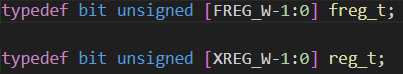 typedef bit unsigned [FREG_W-1:0] freg_t;
typedef bit unsigned [XREG_W-1:0] reg_t;